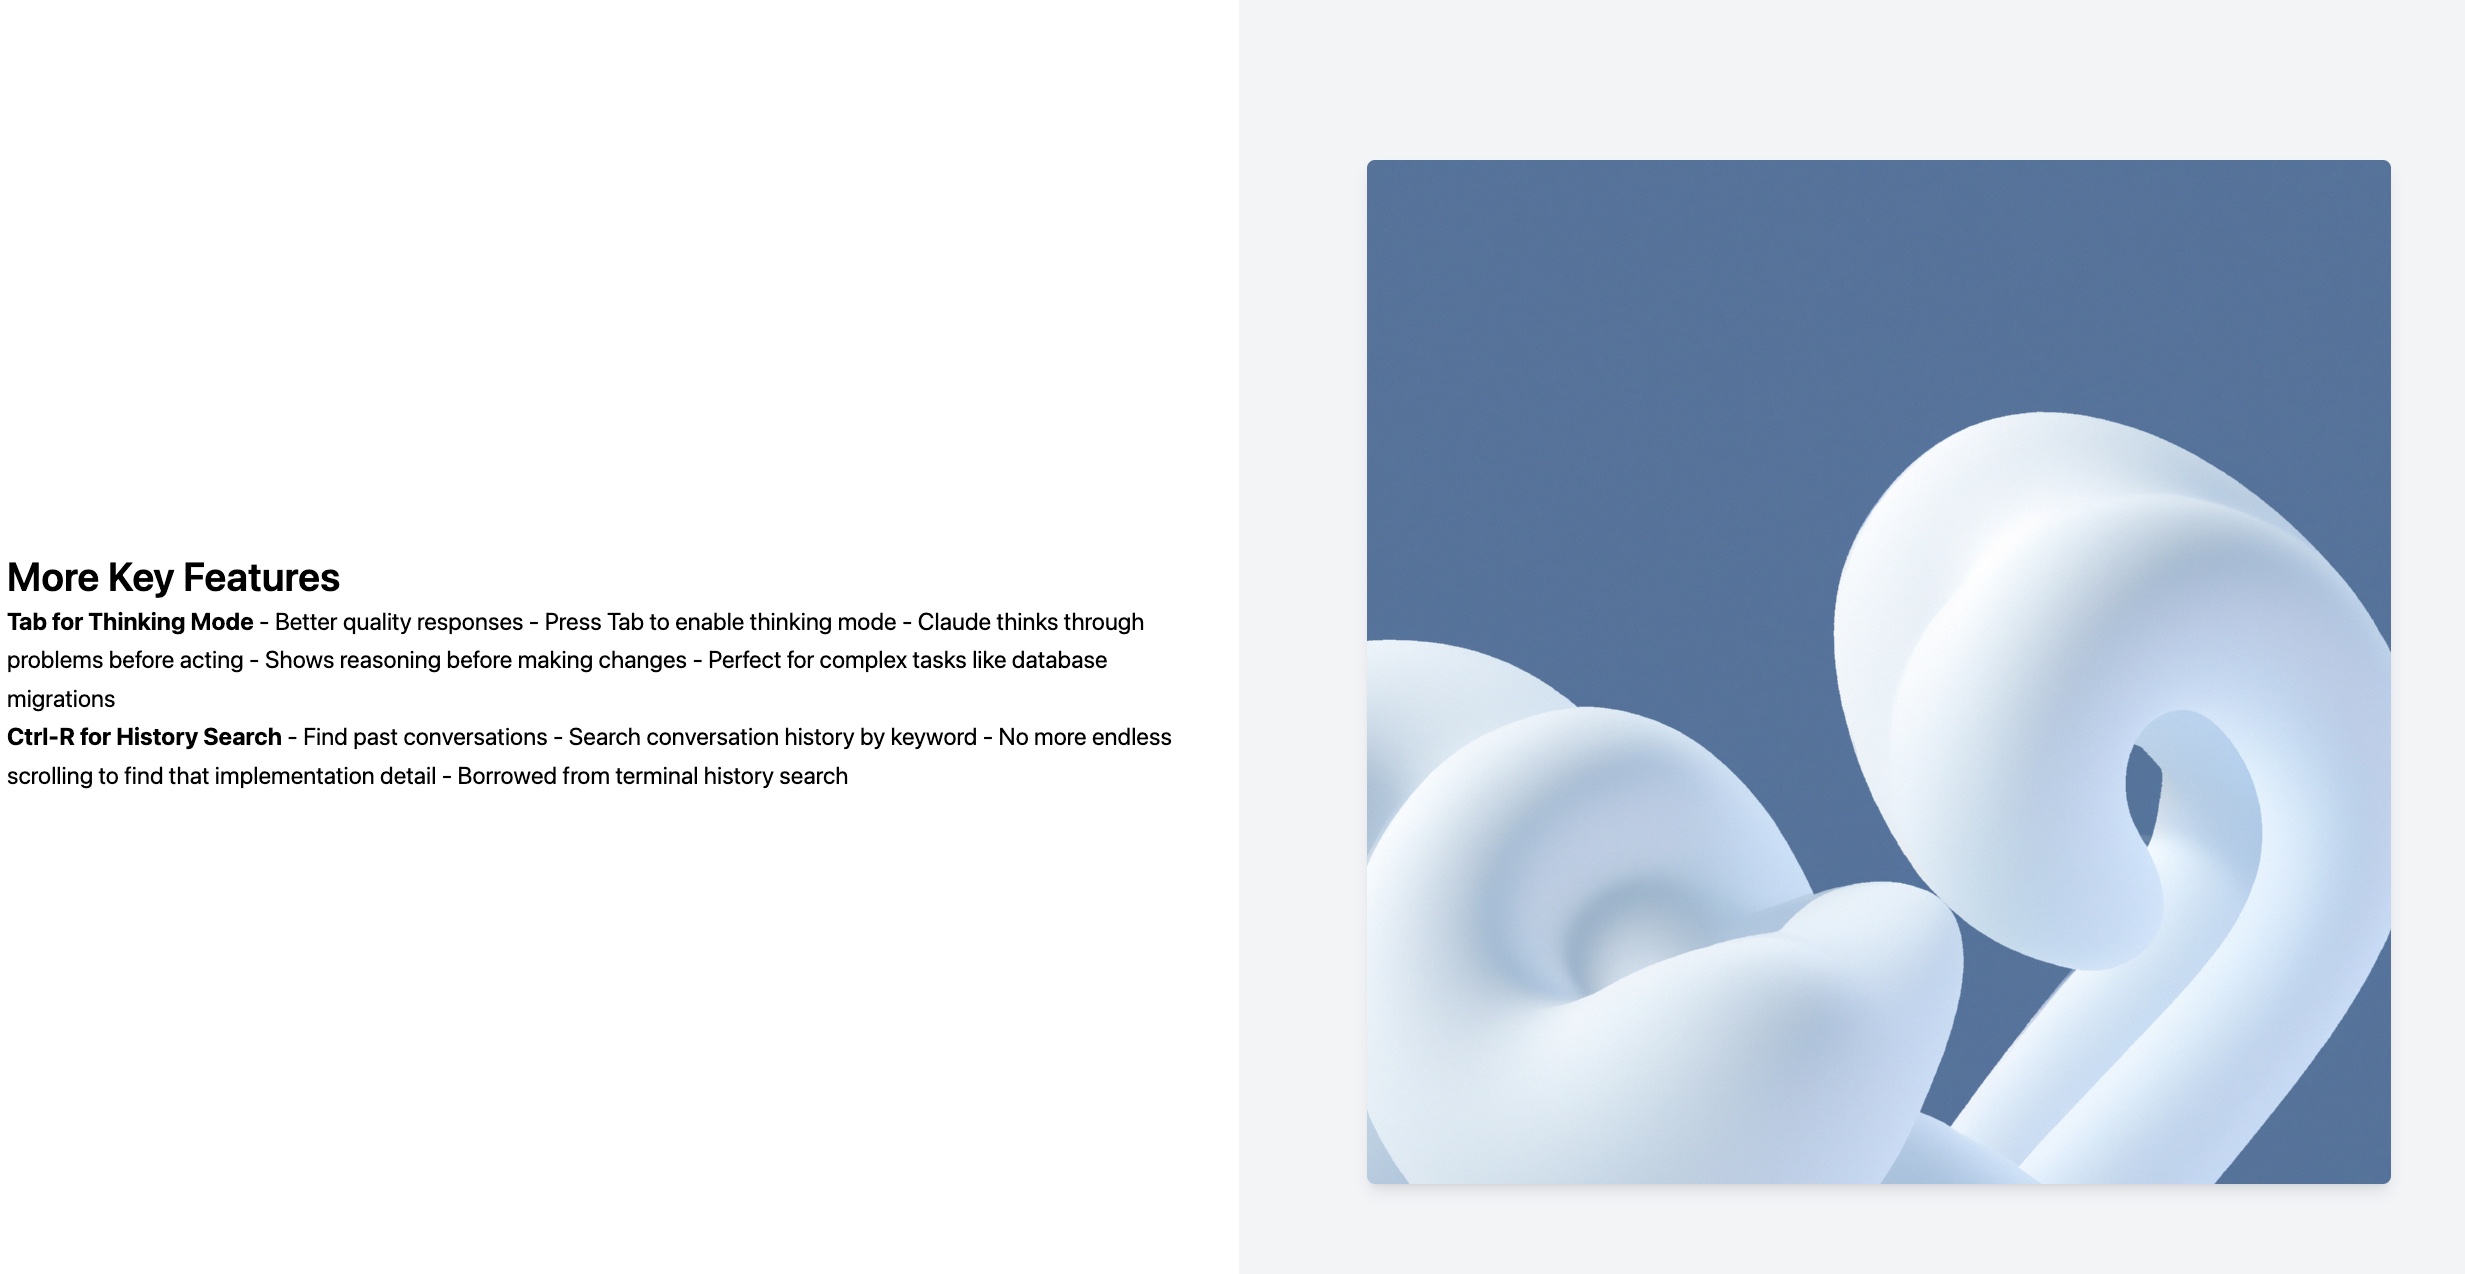 More Key Features
Tab for Thinking Mode - Better quality responses - Press Tab to enable thinking mode - Claude thinks through
problems before acting - Shows reasoning before making changes - Perfect for complex tasks like database
migrations
Ctrl-R for History Search - Find past conversations - Search conversation history by keyword - No more endless
scrolling to find that implementation detail - Borrowed from terminal history search